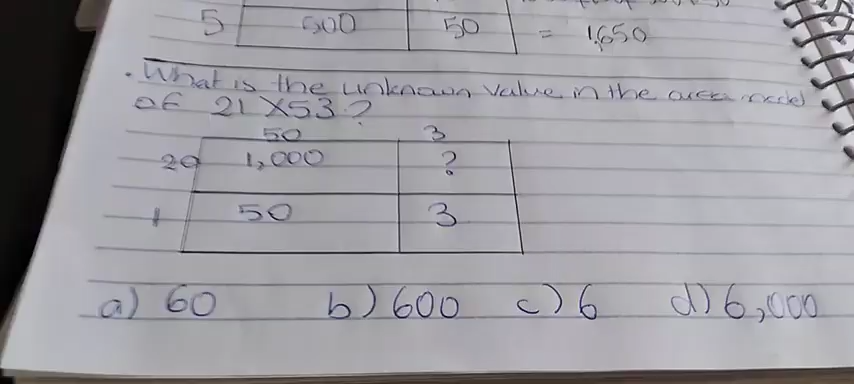 5 500 50 = 1,650
. What is the unknown value in the area model
of 21 X 53?
50 3
20 1,000 ?
1 50 3
a) 60 b) 600 c) 6 d) 6,000